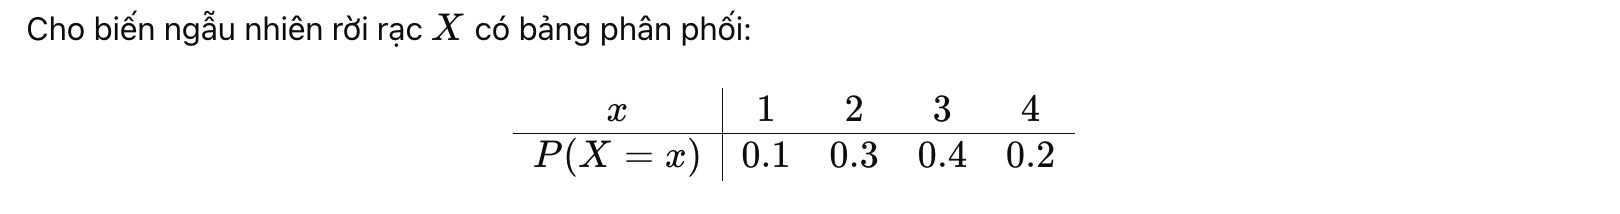 Cho biến ngẫu nhiên rời rạc X có bảng phân phối:
x 1 2 3 4
P(X = x) 0.1 0.3 0.4 0.2